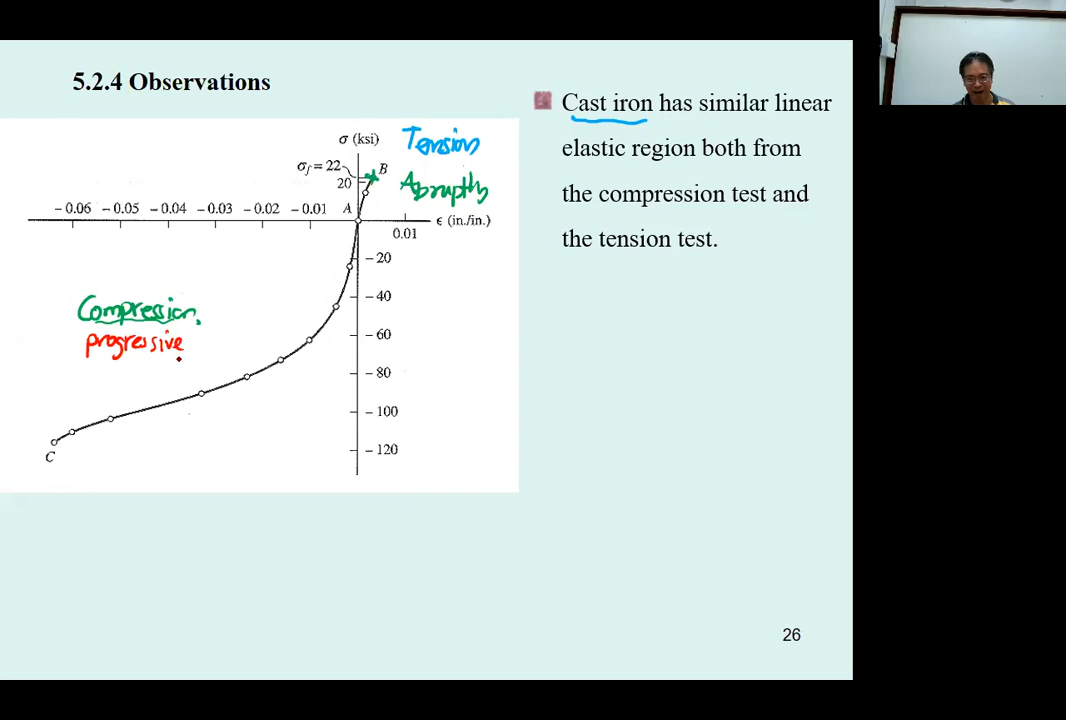 5.2.4 Observations
Cast iron has similar linear
elastic region both from
the compression test and
the tension test.
σ (ksi)
Tension
σf = 22
B
20
Abruptly
- 0.06 - 0.05 - 0.04 - 0.03 - 0.02 - 0.01 A
ϵ (in./in.)
0.01
- 20
- 40
Compression
- 60
progressive
- 80
- 100
- 120
C
26